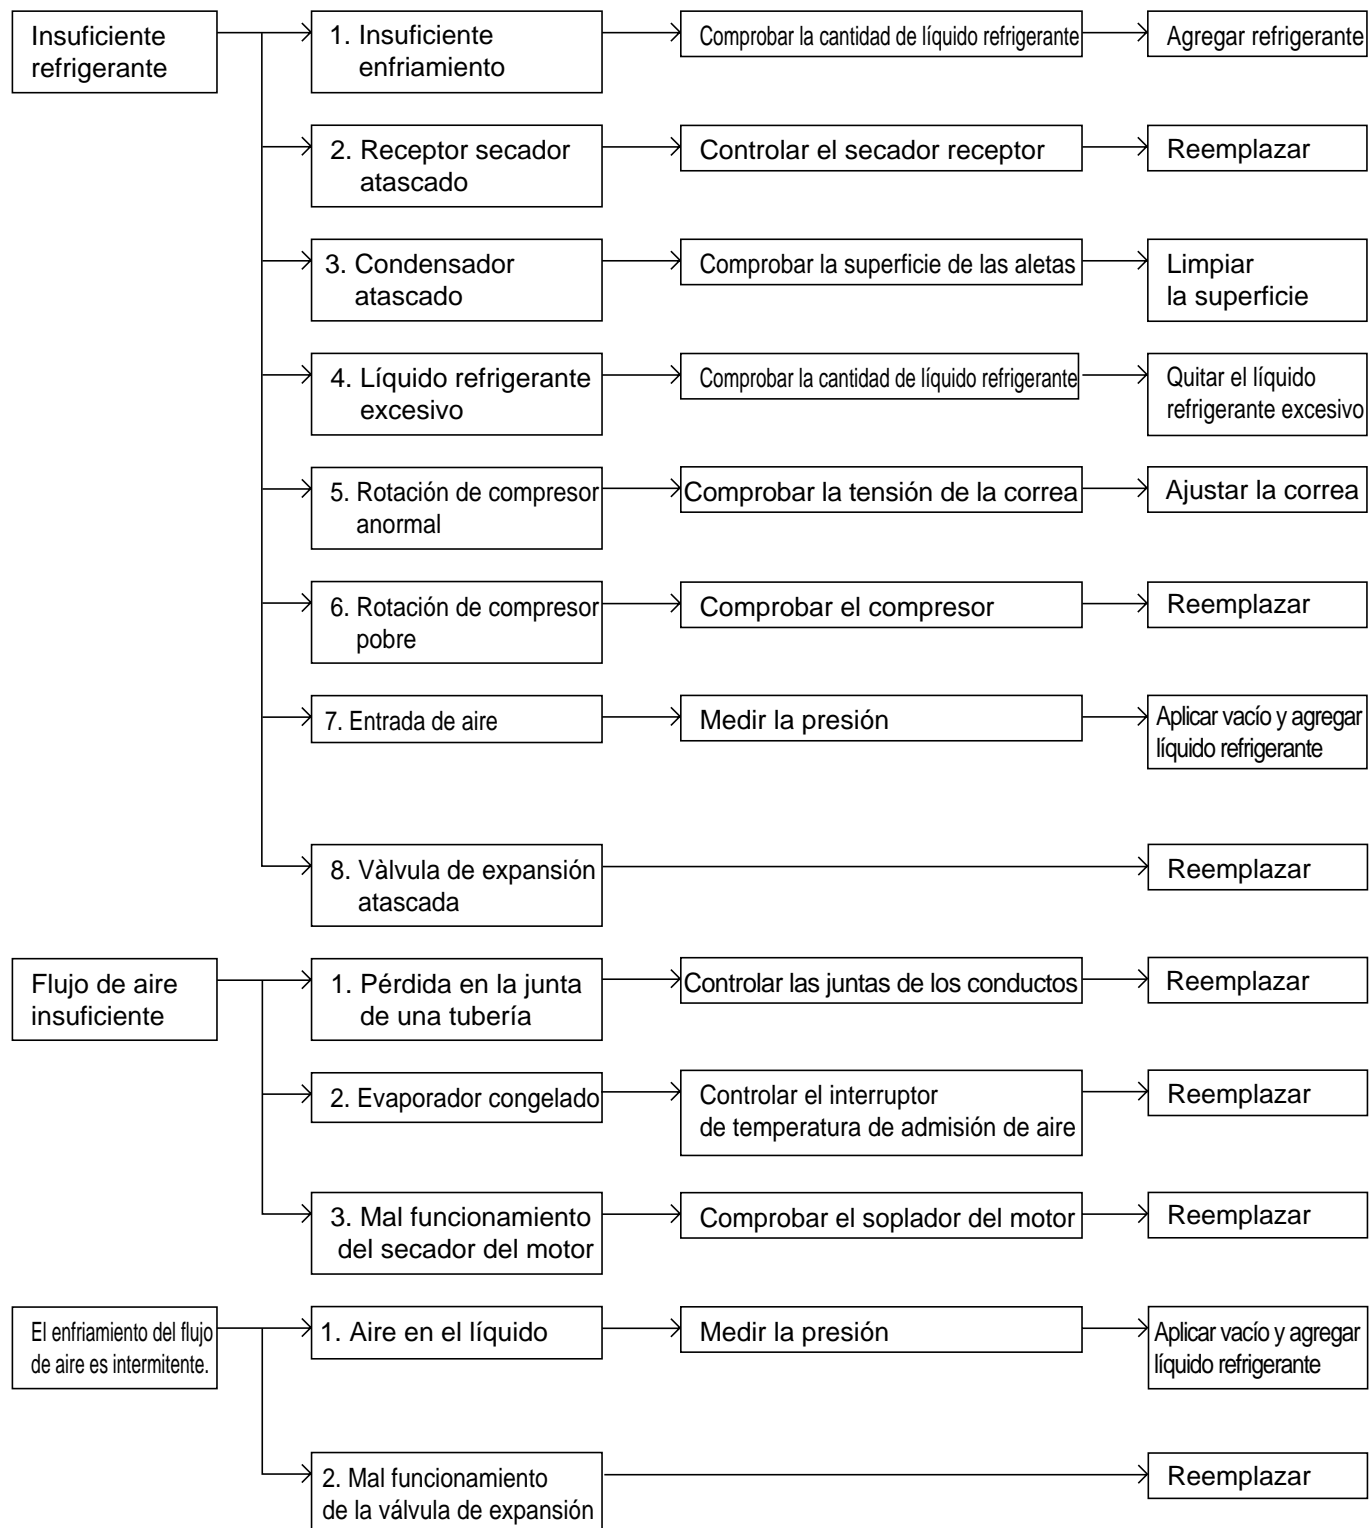 Insuficiente
refrigerante
1. Insuficiente
enfriamiento
Comprobar la cantidad de líquido refrigerante
Agregar refrigerante
2. Receptor secador
atascado
Controlar el secador receptor
Reemplazar
3. Condensador
atascado
Comprobar la superficie de las aletas
Limpiar
la superficie
4. Líquido refrigerante
excesivo
Comprobar la cantidad de líquido refrigerante
Quitar el líquido
refrigerante excesivo
5. Rotación de compresor
anormal
Comprobar la tensión de la correa
Ajustar la correa
6. Rotación de compresor
pobre
Comprobar el compresor
Reemplazar
7. Entrada de aire
Medir la presión
Aplicar vacío y agregar
líquido refrigerante
8. Vàlvula de expansión
atascada
Reemplazar
Flujo de aire
insuficiente
1. Pérdida en la junta
de una tubería
Controlar las juntas de los conductos
Reemplazar
2. Evaporador congelado
Controlar el interruptor
de temperatura de admisión de aire
Reemplazar
3. Mal funcionamiento
del secador del motor
Comprobar el soplador del motor
Reemplazar
El enfriamiento del flujo
de aire es intermitente.
1. Aire en el líquido
Medir la presión
Aplicar vacío y agregar
líquido refrigerante
2. Mal funcionamiento
de la válvula de expansión
Reemplazar